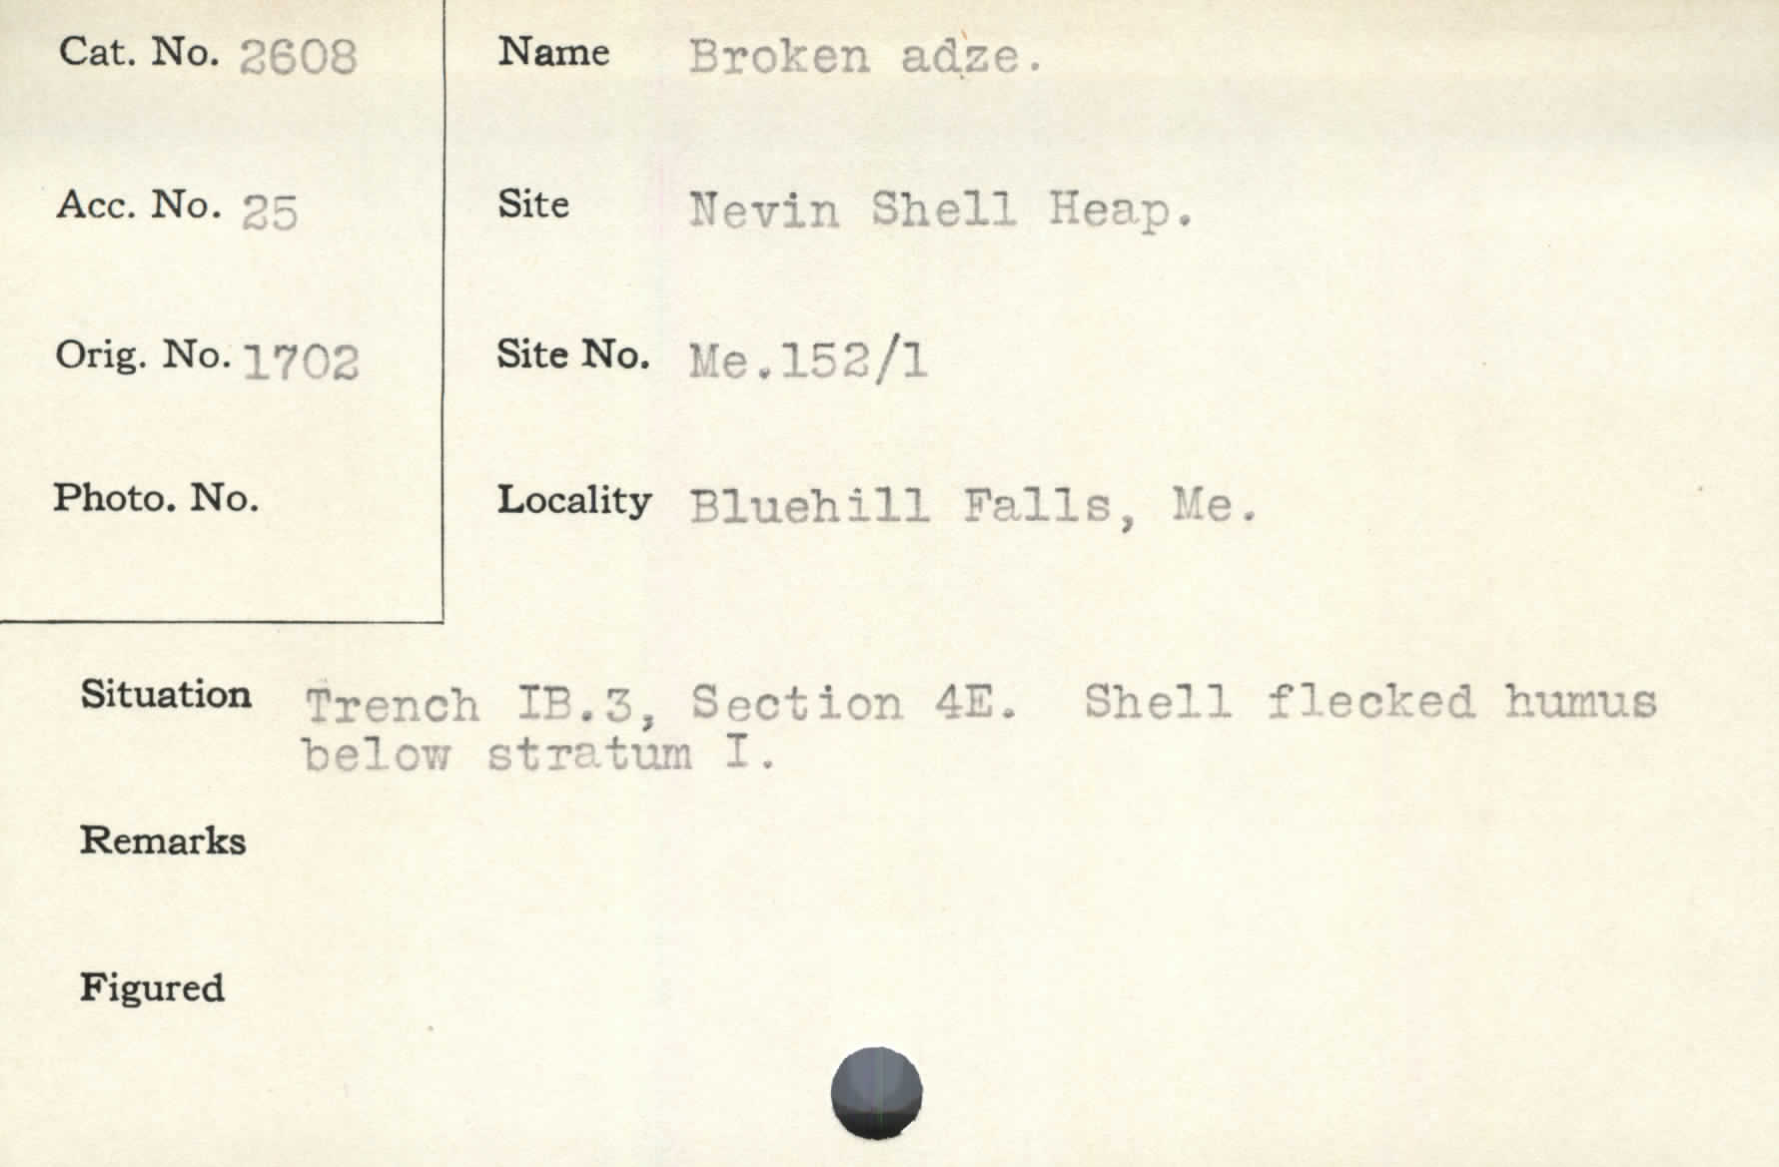 Cat. No. 2608
Name Broken adze.
Acc. No. 25
Site Nevin Shell Heap.
Orig. No. 1702
Site No. Me.152/1
Photo. No.
Locality Bluehill Falls, Me.
Situation Trench IB.3, Section 4E. Shell flecked humus
below stratum I.
Remarks
Figured